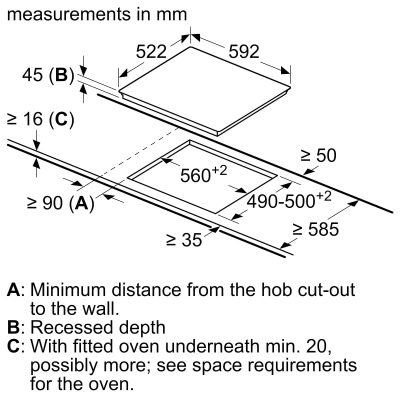 measurements in mm
522
592
45 (B)
≥ 16 (C)
≥ 50
560+2
490-500+2
≥ 90 (A)
≥ 585
≥ 35
A: Minimum distance from the hob cut-out
to the wall.
B: Recessed depth
C: With fitted oven underneath min. 20,
possibly more; see space requirements
for the oven.